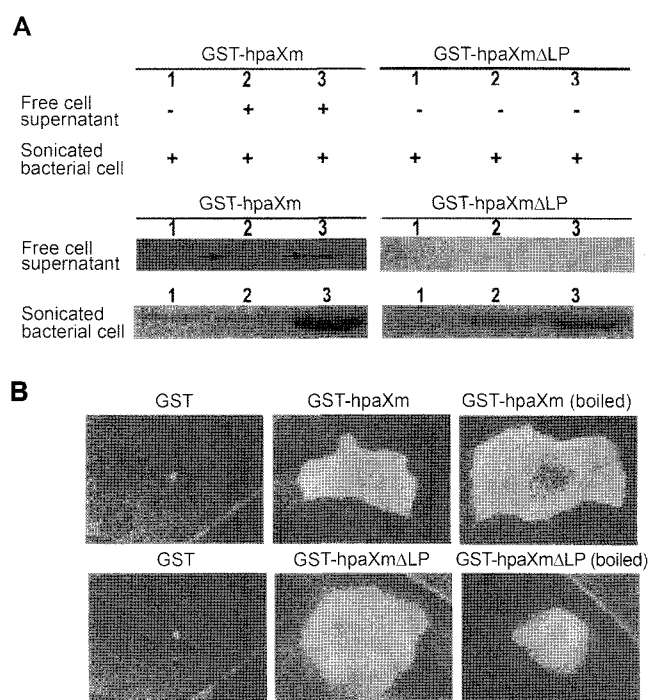 A
GST-hpaXm GST-hpaXmΔLP
1 2 3 1 2 3
Free cell
supernatant
- + + - - -
Sonicated
bacterial cell
+ + + + + +
GST-hpaXm GST-hpaXmΔLP
1 2 3 1 2 3
Free cell
supernatant
1 2 3 1 2 3
Sonicated
bacterial cell
B
GST GST-hpaXm GST-hpaXm (boiled)
GST GST-hpaXmΔLP GST-hpaXmΔLP (boiled)